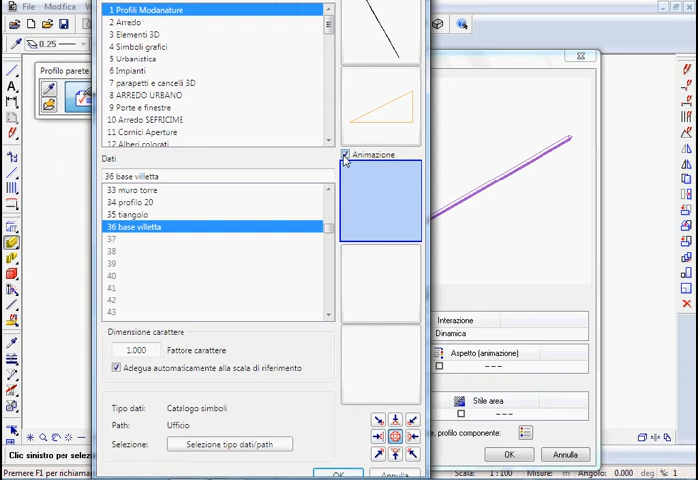 File Modifica
0.25
Profilo parete
1 Profili Modanature
2 Arredo
3 Elementi 3D
4 Simboli grafici
5 Urbanistica
6 Impianti
7 parapetti e cancelli 3D
8 ARREDO URBANO
9 Porte e finestre
10 Arredo SEFRICIME
11 Cornici Aperture
12 Alberi colorati
Animazione
Dati
36 base villetta
33 muro torre
34 profilo 20
35 tiangolo
36 base villetta
37
38
39
40
41
42
43
Dimensione carattere
1.000 Fattore carattere
Adegua automaticamente alla scala di riferimento
Tipo dati: Catalogo simboli
Path: Ufficio
Selezione: Selezione tipo dati/path
OK Annulla
Interazione
Dinamica
Aspetto (animazione)
---
Stile area
---
, profilo componente:
OK Annulla
Clic sinistro per selez
Premere F1 per richiama
Scala: 1 : 100 Misure: m Angolo: 0.000 %: 1